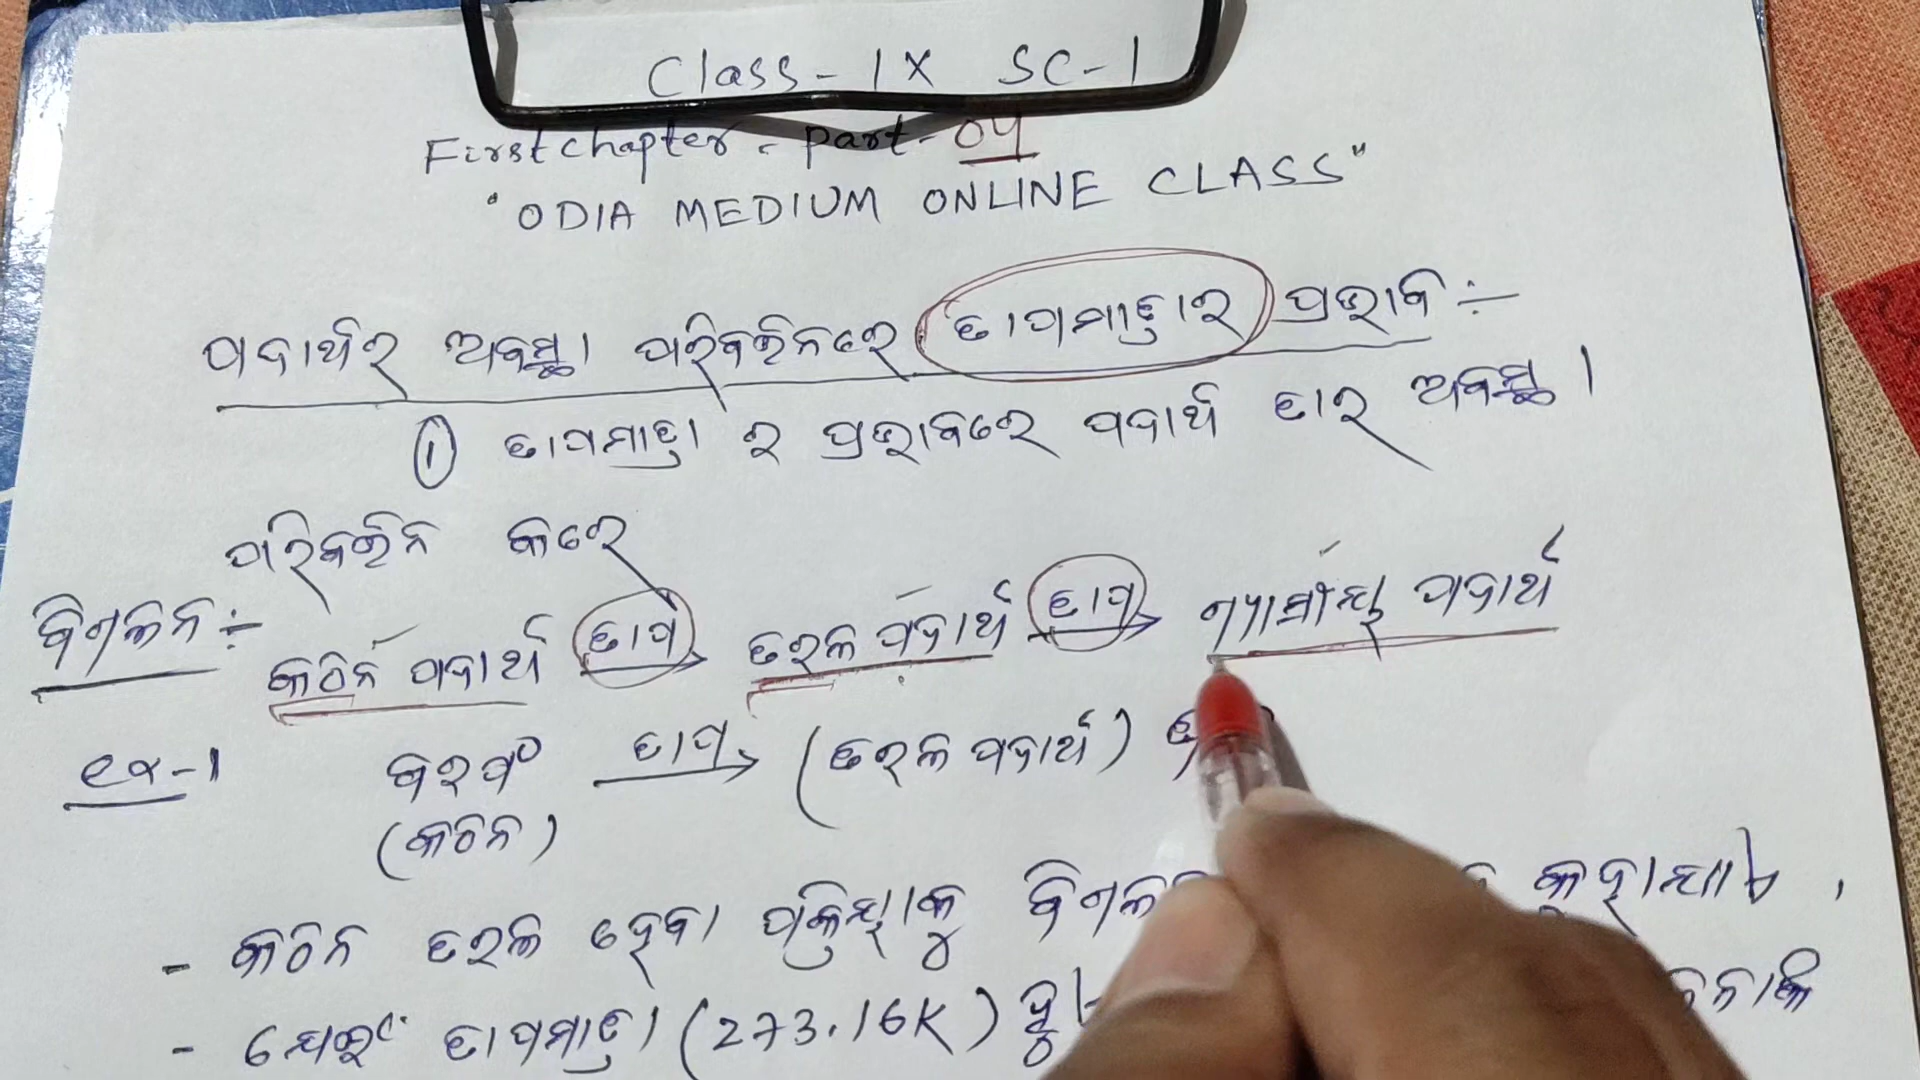 Class - IX SC-1
First chapter - part - 04
"ODIA MEDIUM ONLINE CLASS"
ପଦାର୍ଥର ଅବସ୍ଥା ପରିବର୍ତ୍ତନରେ ତାପମାତ୍ରାର ପ୍ରଭାବ :-
① ତାପମାତ୍ରା ର ପ୍ରଭାବରେ ପଦାର୍ଥ ତାର ଅବସ୍ଥା
ପରିବର୍ତ୍ତନ କରେ
ବିଗଳନ :-
କଠିନ ପଦାର୍ଥ ତାପ→ ତରଳ ପଦାର୍ଥ ତାପ→ ଗ୍ୟାସୀୟ ପଦାର୍ଥ
ex-1 ବରଫ ତାପ→ (ତରଳ ପଦାର୍ଥ)
(କଠିନ)
- କଠିନ ତରଳ ହେବା ପ୍ରକ୍ରିୟାକୁ କୁହାଯାଏ
- ଯେଉଁ ତାପମାତ୍ରା (273.16K)